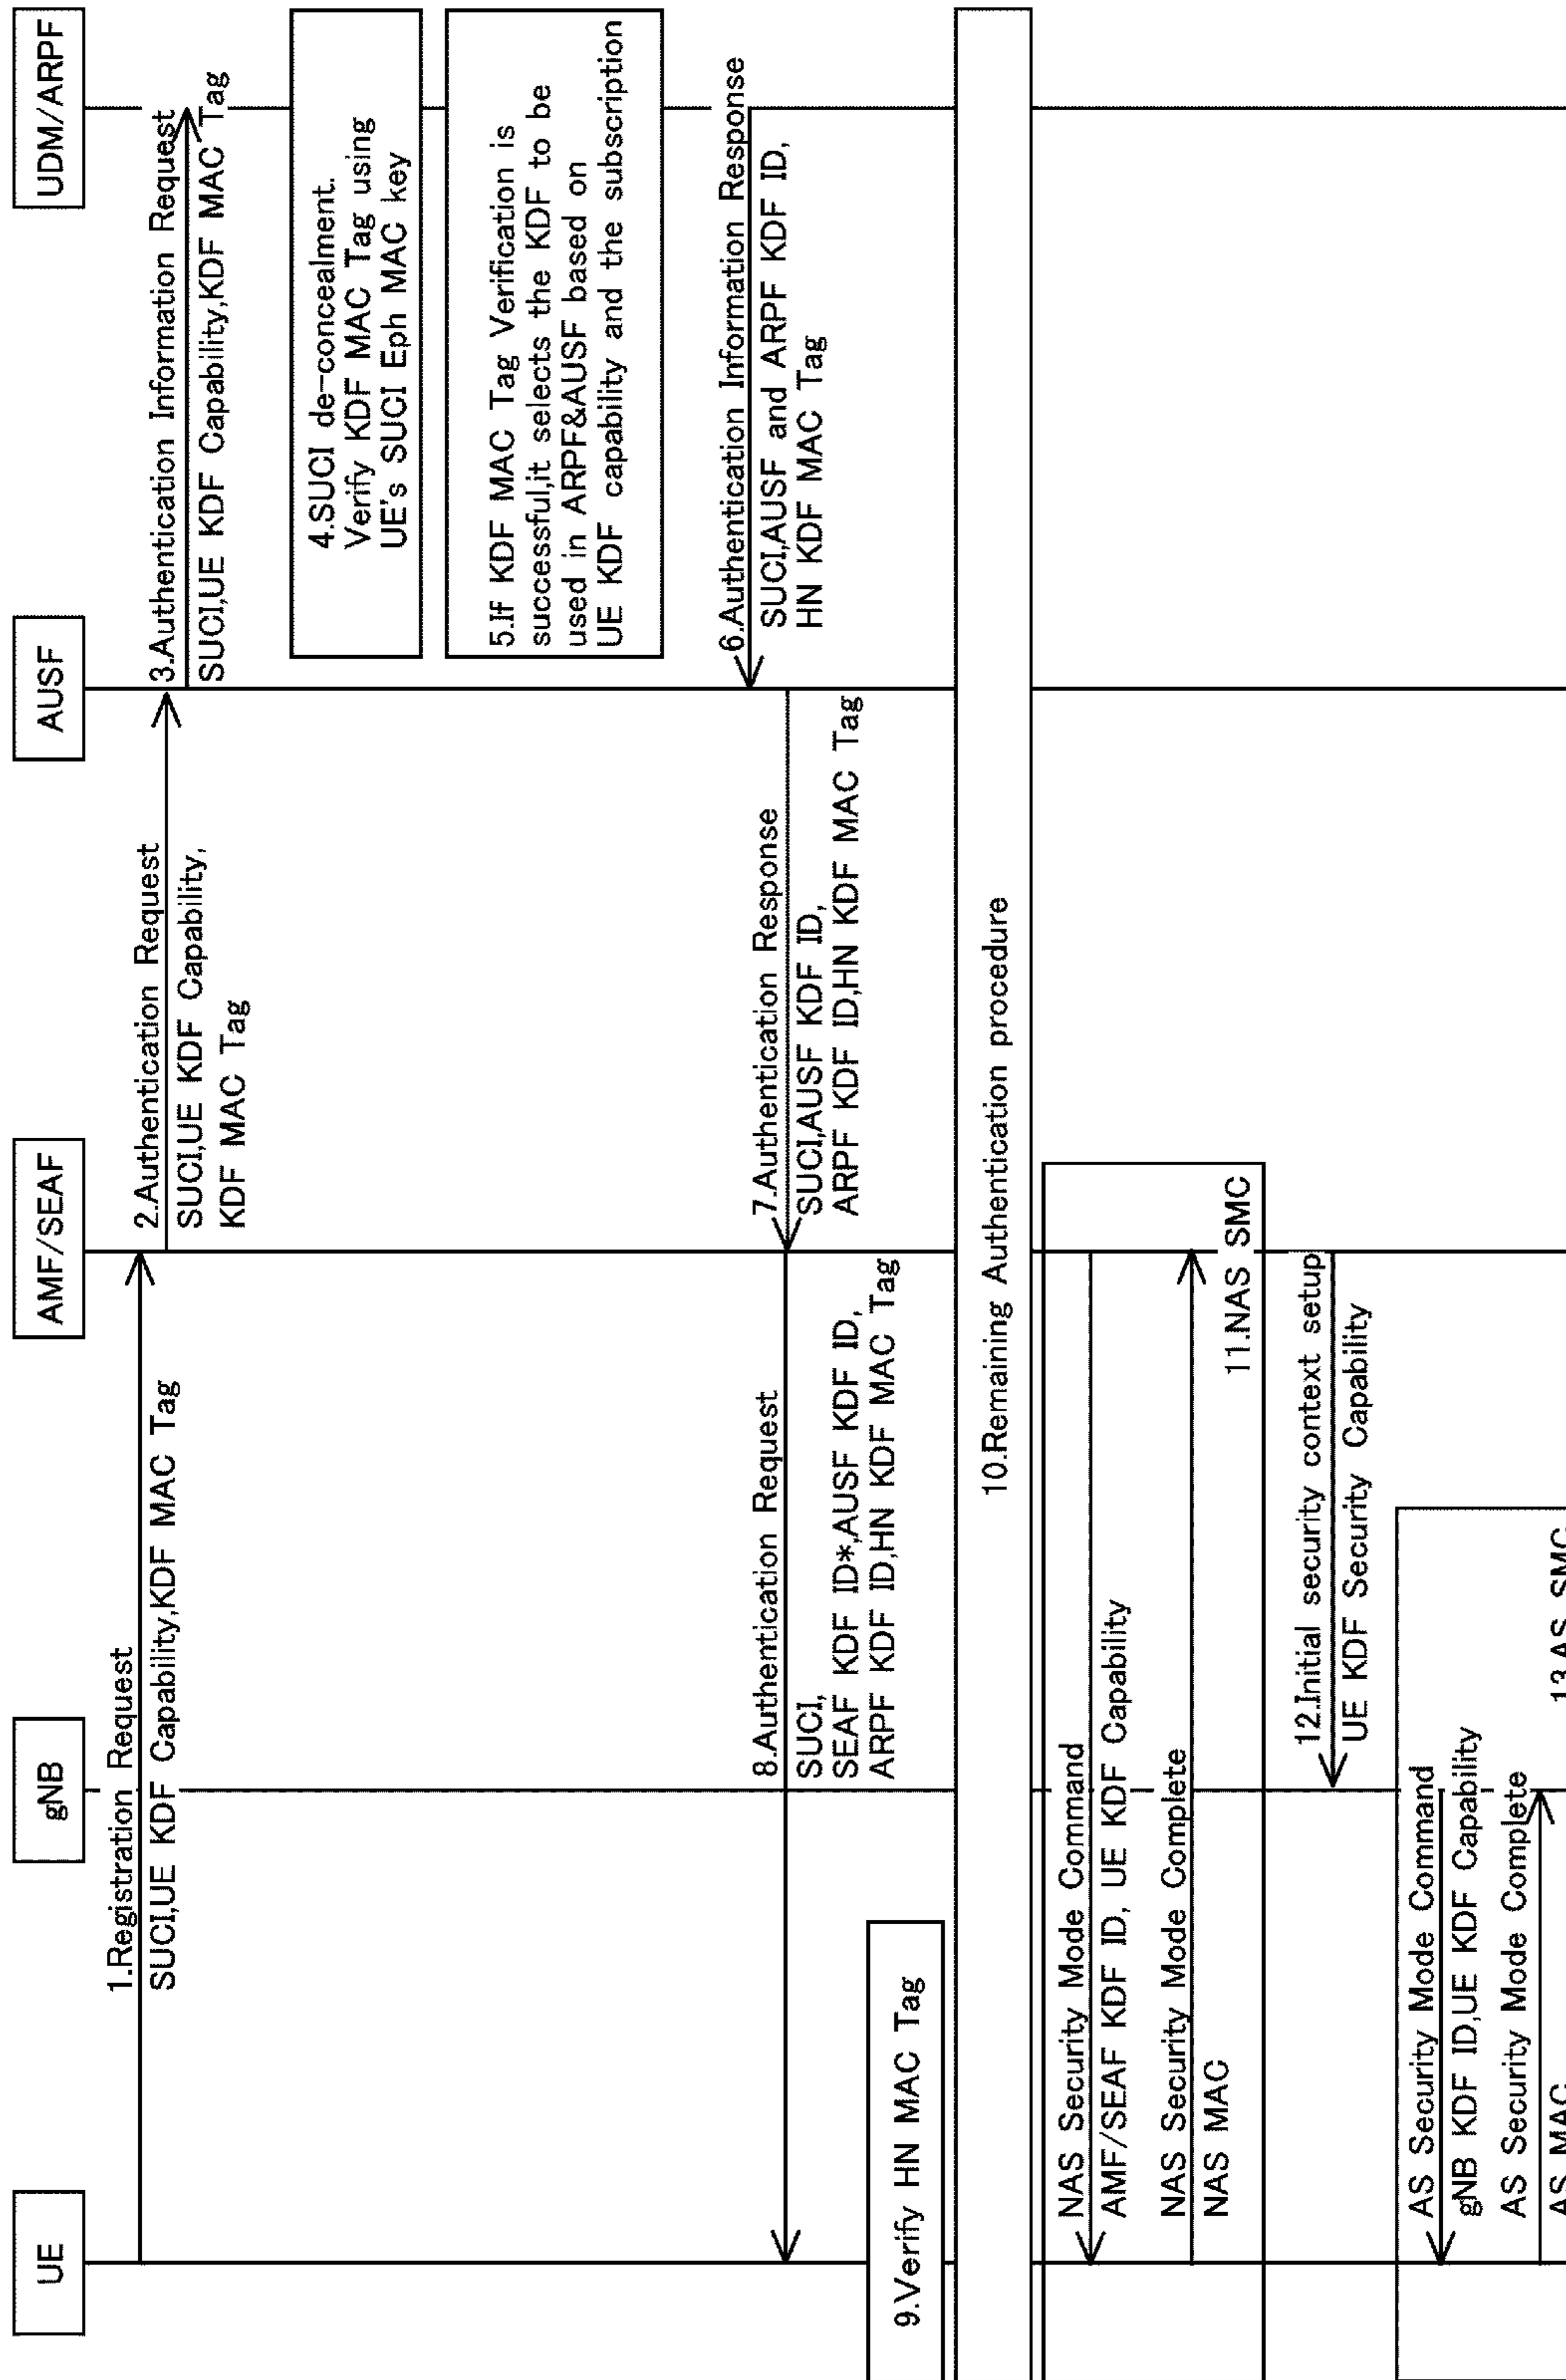 UE
gNB
AMF/SEAF
AUSF
UDM/ARPF
1.Registration Request
SUCI,UE KDF Capability,KDF MAC Tag
2.Authentication Request
SUCI,UE KDF Capability,
KDF MAC Tag
3.Authentication Information Request
SUCI,UE KDF Capability,KDF MAC Tag
4.SUCI de-concealment.
Verify KDF MAC Tag using
UE's SUCI Eph MAC key
5.If KDF MAC Tag Verification is
successful,it selects the KDF to be
used in ARPF&AUSF based on
UE KDF capability and the subscription
6.Authentication Information Response
SUCI,AUSF and ARPF KDF ID,
HN KDF MAC Tag
7.Authentication Response
SUCI,AUSF KDF ID,
ARPF KDF ID,HN KDF MAC Tag
8.Authentication Request
SUCI,
SEAF KDF ID*,AUSF KDF ID,
ARPF KDF ID,HN KDF MAC Tag
9.Verify HN MAC Tag
10.Remaining Authentication procedure
NAS Security Mode Command
AMF/SEAF KDF ID, UE KDF Capability
NAS Security Mode Complete
NAS MAC
11.NAS SMC
12.Initial security context setup
UE KDF Security Capability
AS Security Mode Command
gNB KDF ID,UE KDF Capability
AS Security Mode Complete
AS MAC
13.AS SMC